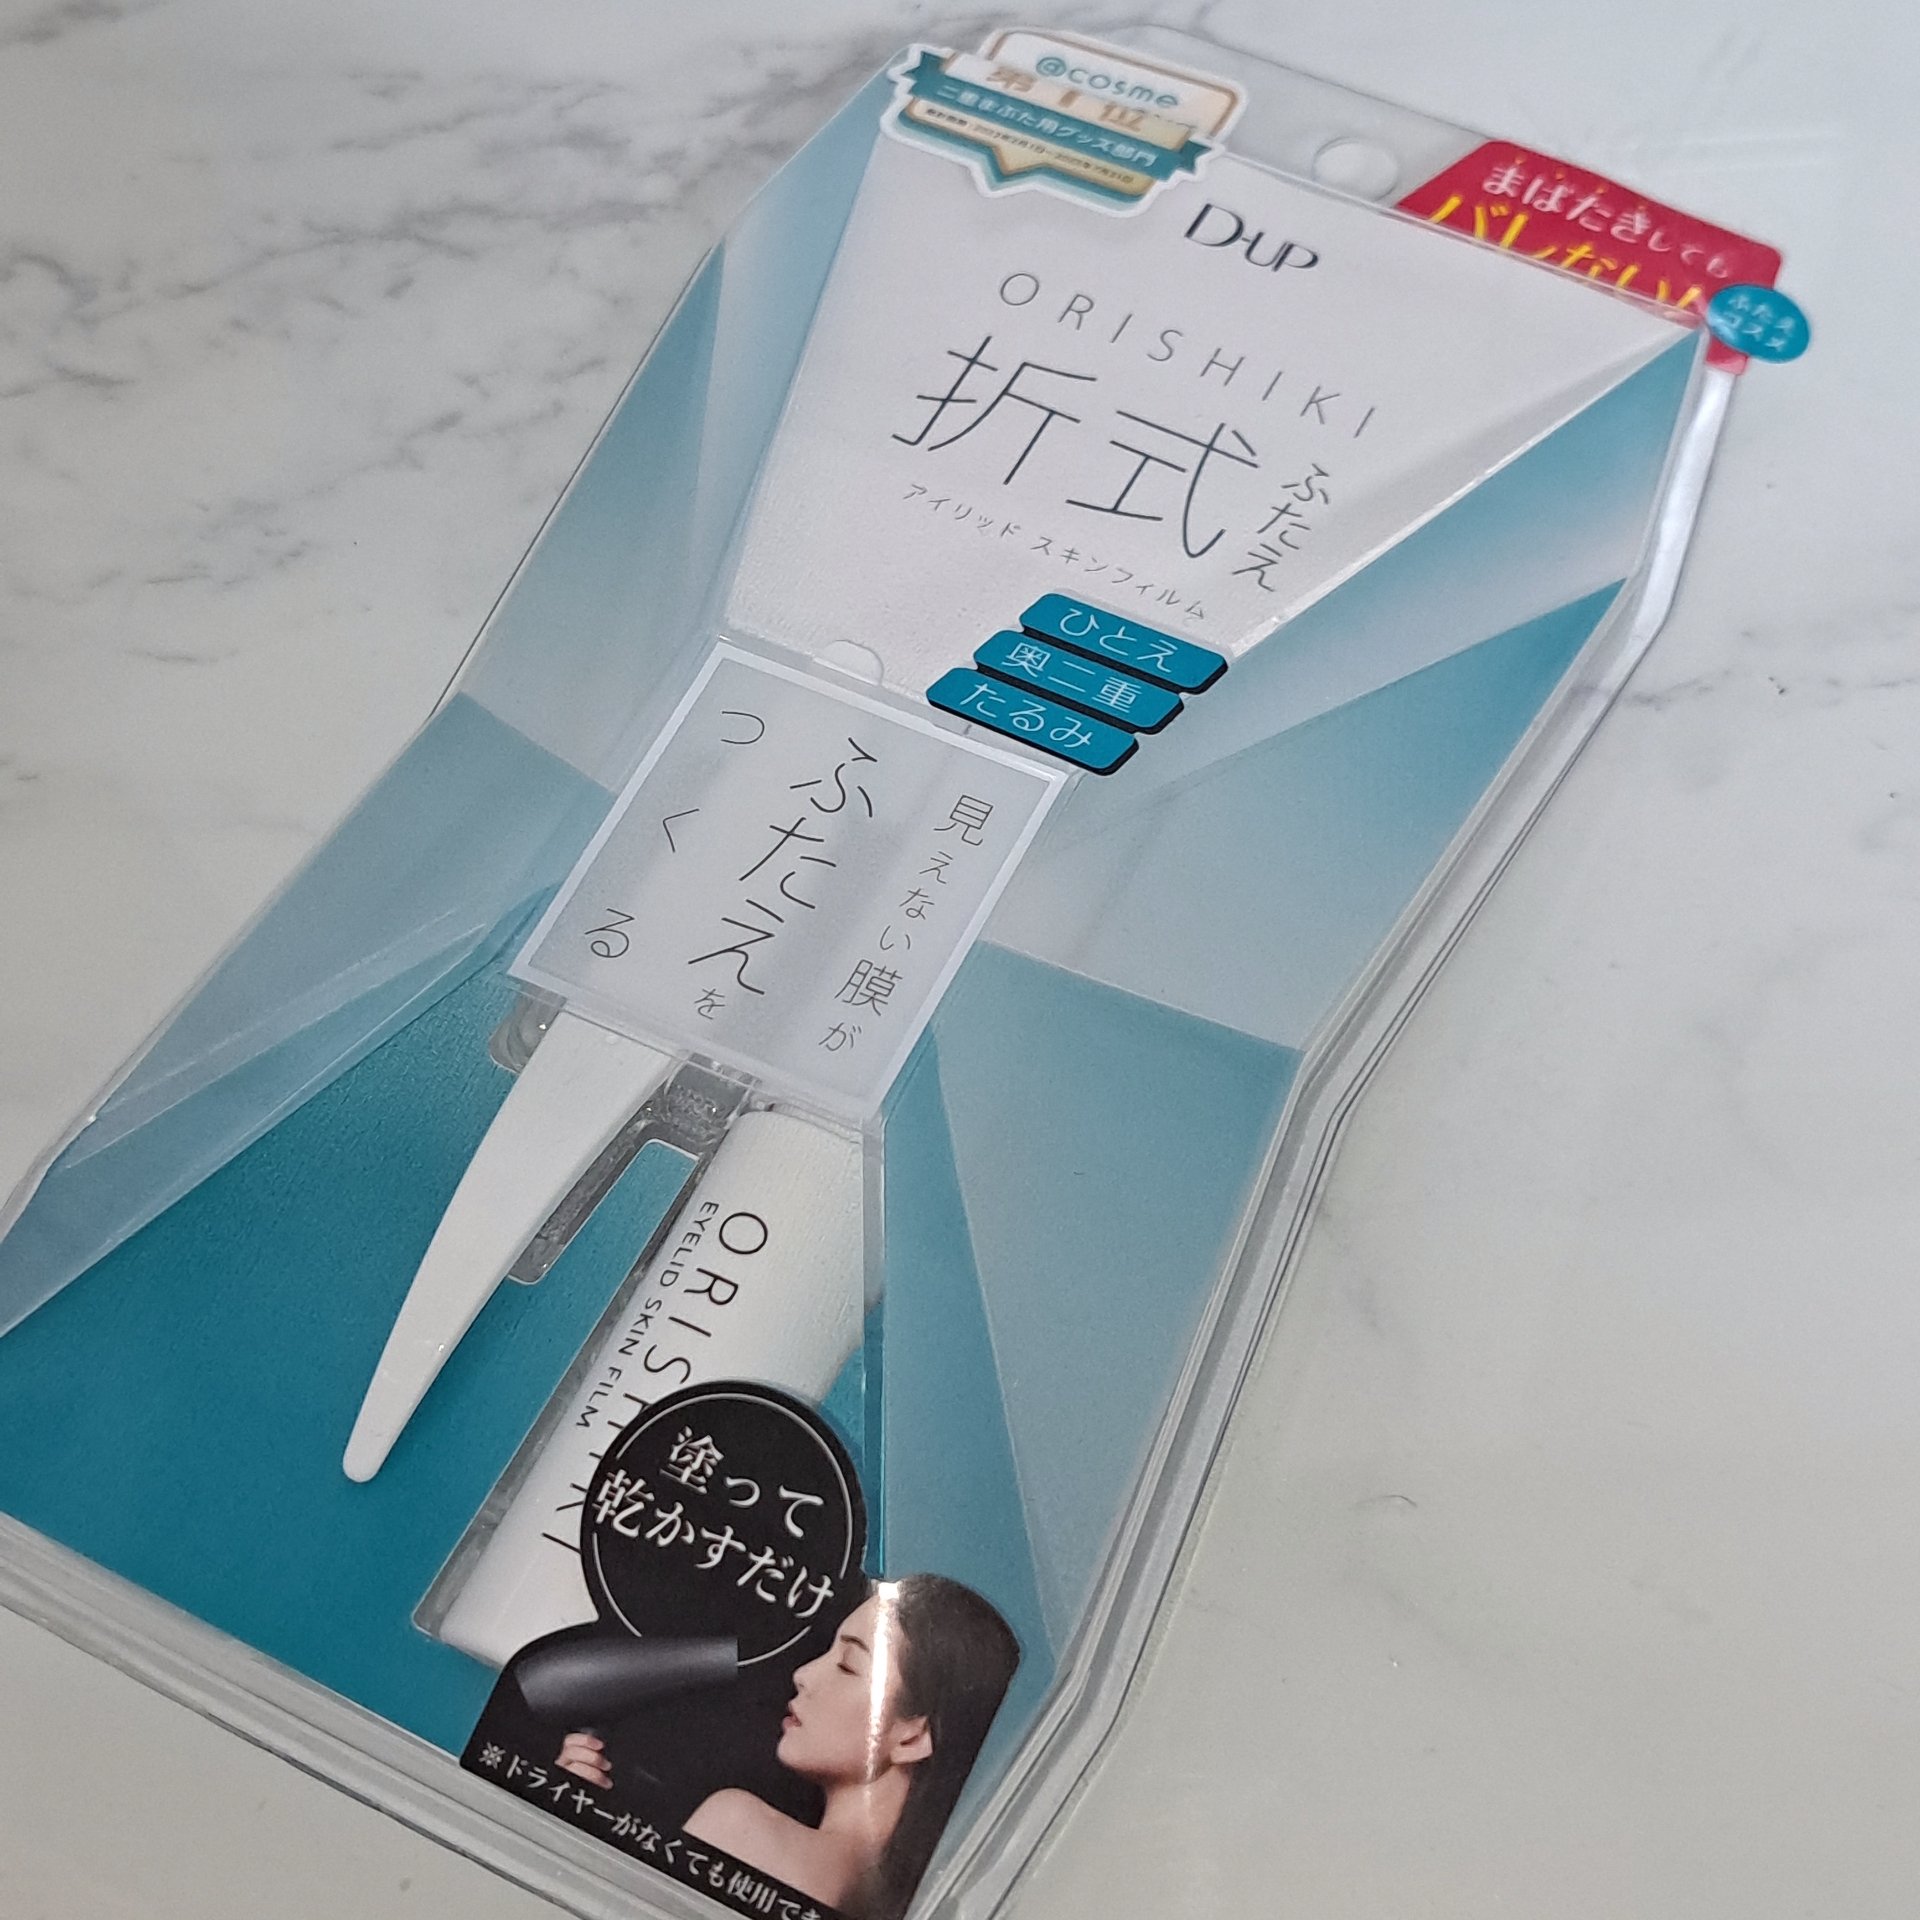 @cosme
第1位
二重まぶた用グッズ部門
まばたきしても
バレない
ふたえ
コスメ
D-UP
ORISHIKI
折式
ふたえ
アイリッド スキンフィルム
ひとえ
奥二重
たるみ
見えない膜が
ふたえを
つくる
ORISHIKI
EYELID SKIN FILM
塗って
乾かすだけ
※ドライヤーがなくても使用でき